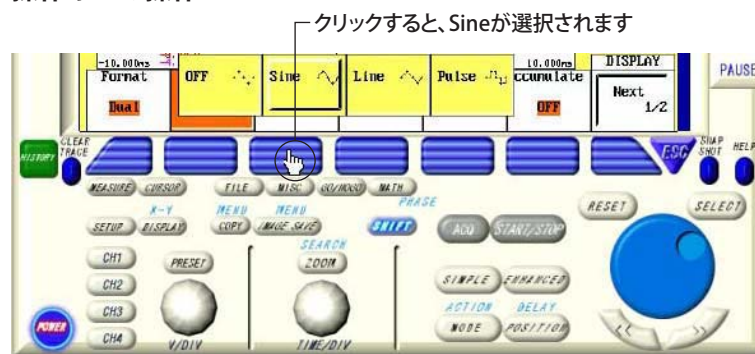 クリックすると、Sineが選択されます
-10.000ms
10.000ms
DISPLAY
PAUSE
Format
OFF
Sine
Line
Pulse
ccumulate
Next
1/2
Dual
OFF
HISTORY
CLEAR
TRACE
ESC
SNAP
SHOT
HELP
MEASURE
CURSOR
FILE
MISC
GO/NOGO
MATH
X-Y
MENU
MENU
PHASE
RESET
SELECT
SETUP
DISPLAY
COPY
IMAGE SAVE
SHIFT
ACQ
START/STOP
SEARCH
CH1
PRESET
ZOOM
CH2
SIMPLE
ENHANCED
CH3
ACTION
DELAY
POWER
CH4
MODE
POSITION
<<
>>
V/DIV
TIME/DIV